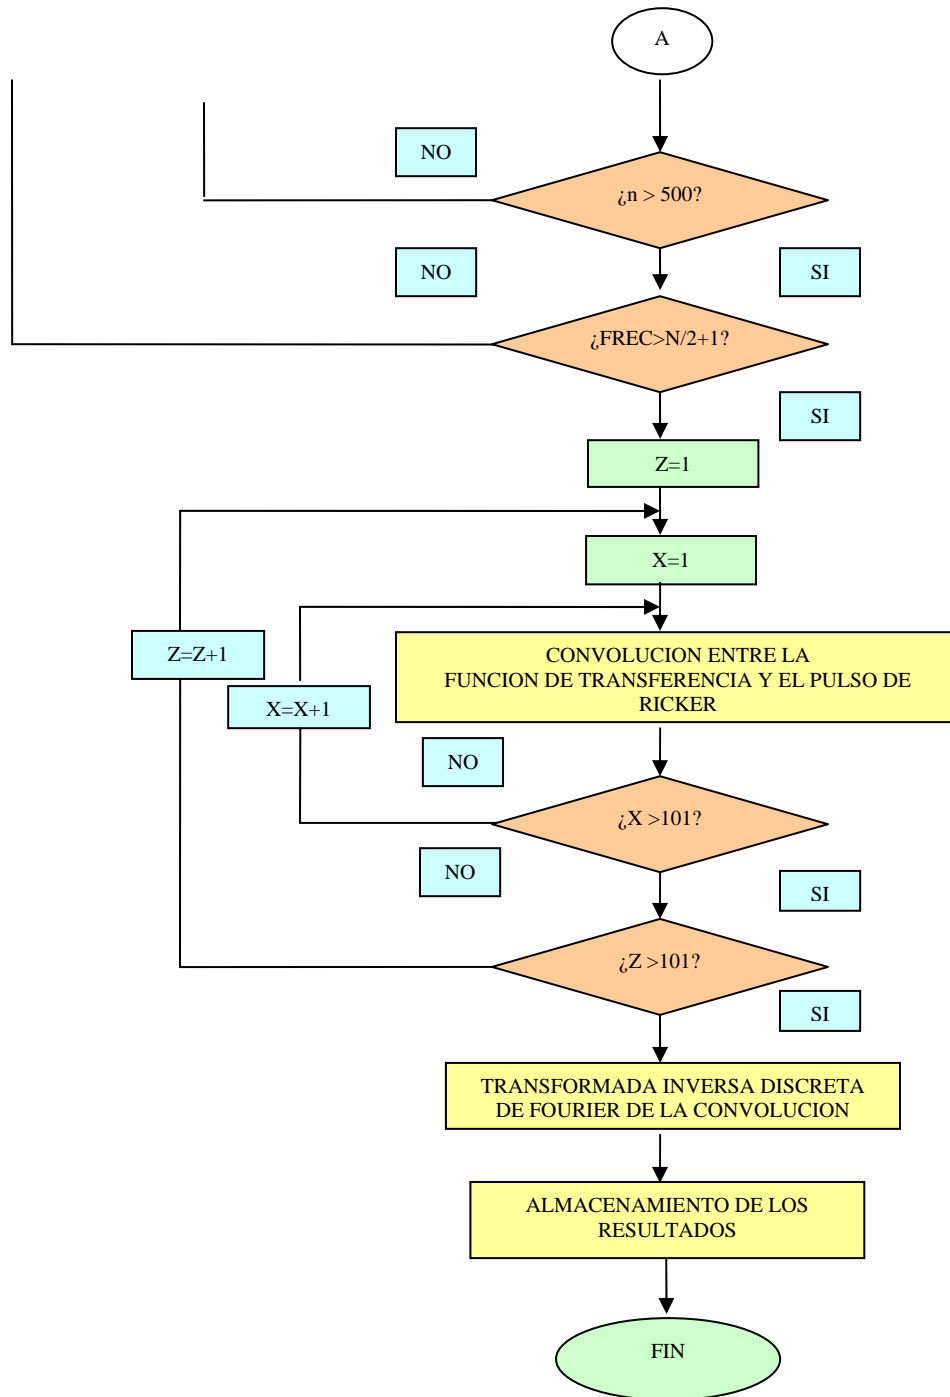 A
NO
¿n > 500?
NO
SI
¿FREC>N/2+1?
SI
Z=1
X=1
Z=Z+1
CONVOLUCION ENTRE LA
FUNCION DE TRANSFERENCIA Y EL PULSO DE
RICKER
X=X+1
NO
¿X >101?
NO
SI
¿Z >101?
SI
TRANSFORMADA INVERSA DISCRETA
DE FOURIER DE LA CONVOLUCION
ALMACENAMIENTO DE LOS
RESULTADOS
FIN